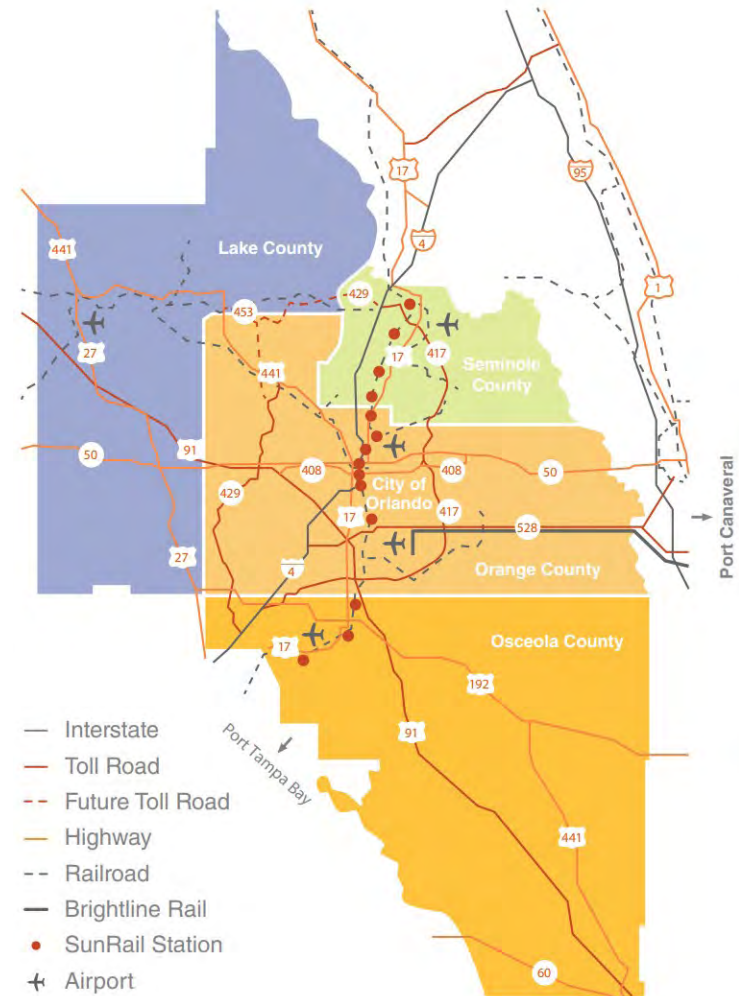 17
95
4
441
Lake County
1
429
453
27
17
417
Seminole
County
441
91
50
408
408
50
429
City of
Orlando
17
417
528
Port Canaveral
27
4
Orange County
17
Osceola County
192
Interstate
Port Tampa Bay
91
Toll Road
Future Toll Road
Highway
441
Railroad
Brightline Rail
SunRail Station
60
Airport